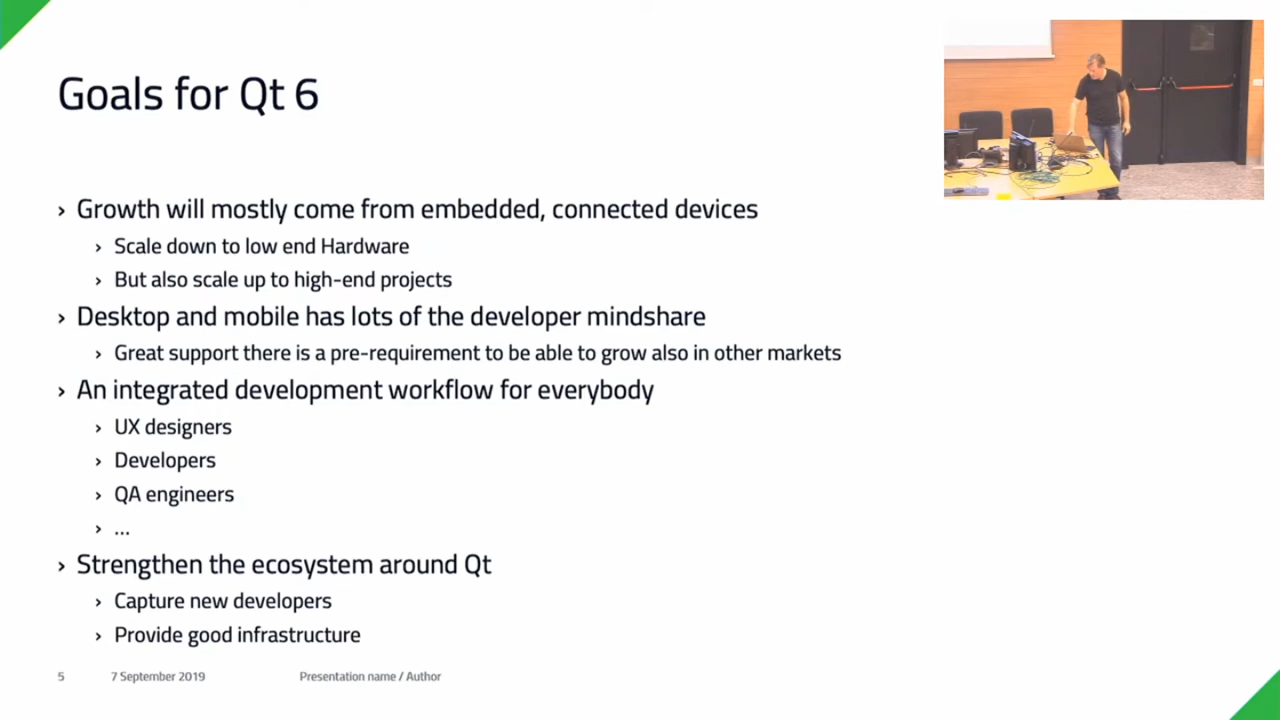 Goals for Qt 6
› Growth will mostly come from embedded, connected devices
› Scale down to low end Hardware
› But also scale up to high-end projects
› Desktop and mobile has lots of the developer mindshare
› Great support there is a pre-requirement to be able to grow also in other markets
› An integrated development workflow for everybody
› UX designers
› Developers
› QA engineers
› ...
› Strengthen the ecosystem around Qt
› Capture new developers
› Provide good infrastructure
5 7 September 2019 Presentation name / Author